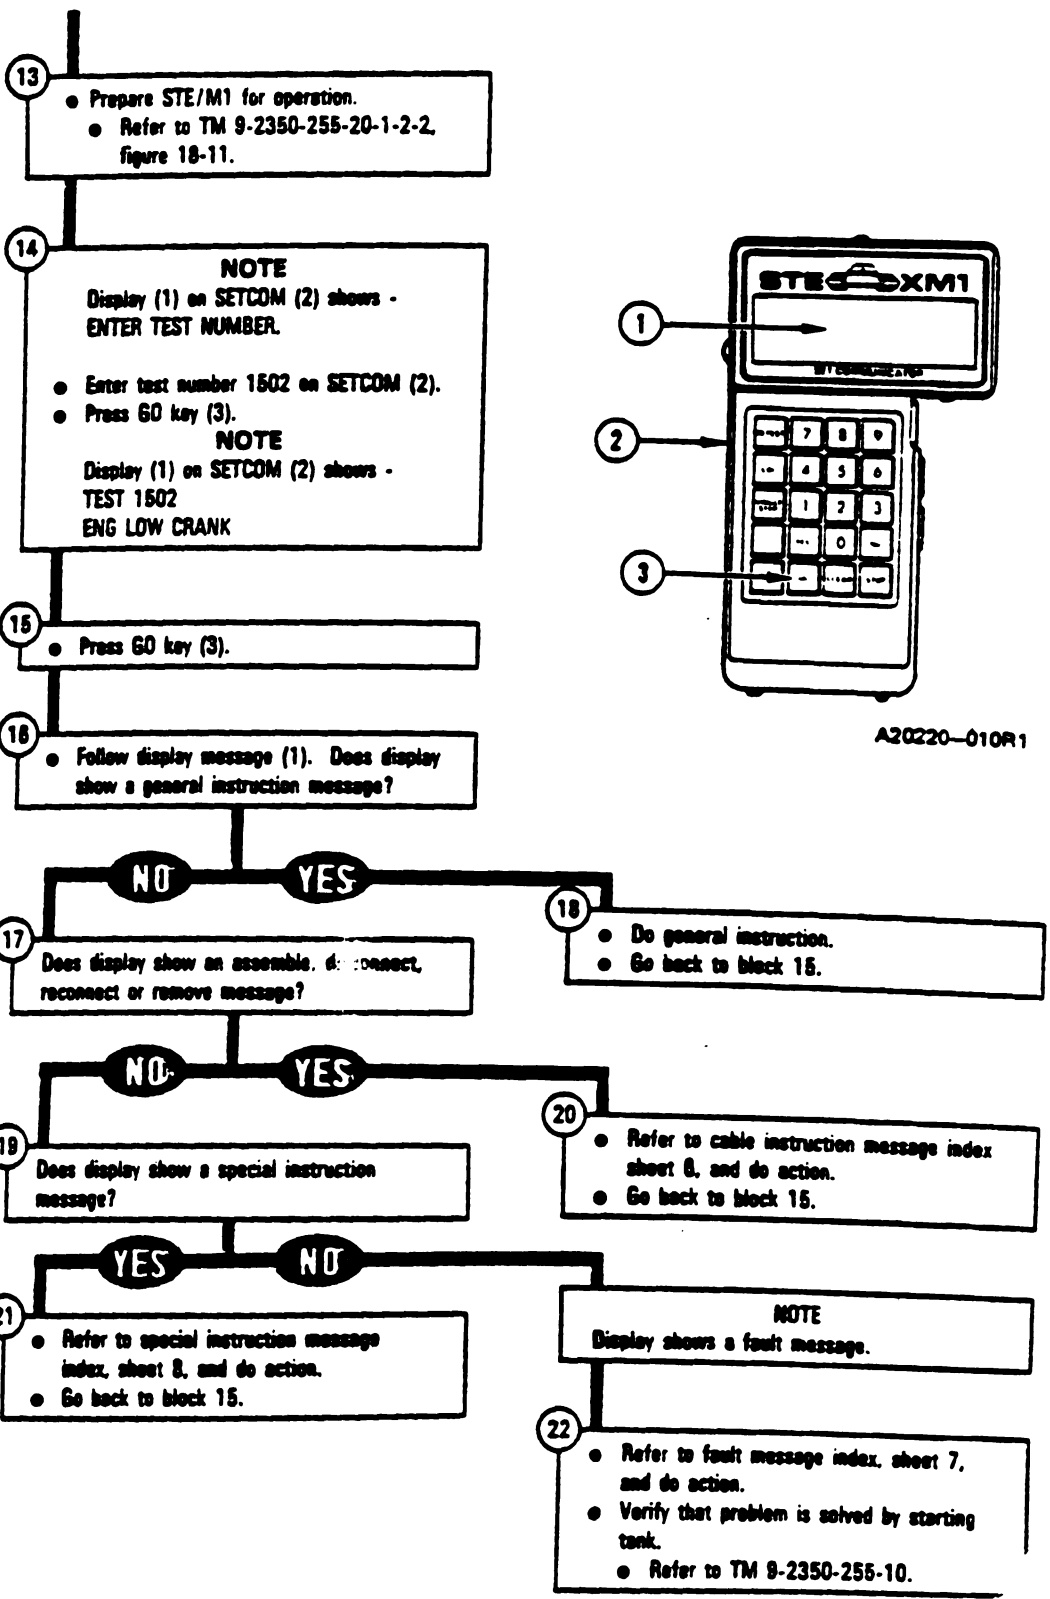 13
● Prepare STE/M1 for operation.
● Refer to TM 9-2350-255-20-1-2-2,
figure 18-11.
14
NOTE
Display (1) on SETCOM (2) shows -
ENTER TEST NUMBER.
● Enter test number 1502 on SETCOM (2).
● Press GO key (3).
NOTE
Display (1) on SETCOM (2) shows -
TEST 1502
ENG LOW CRANK
15
● Press GO key (3).
16
● Follow display message (1). Does display
show a general instruction message?
STE XM1
SET COMMUNICATOR
1
2
3
7 8 9
4 5 6
1 2 3
0
A20220-010R1
NO YES
17
Does display show an assemble, disconnect,
reconnect or remove message?
18
● Do general instruction.
● Go back to block 15.
NO YES
19
Does display show a special instruction
message?
20
● Refer to cable instruction message index
sheet 8, and do action.
● Go back to block 15.
YES NO
21
● Refer to special instruction message
index, sheet 8, and do action.
● Go back to block 15.
NOTE
Display shows a fault message.
22
● Refer to fault message index, sheet 7,
and do action.
● Verify that problem is solved by starting
tank.
● Refer to TM 9-2350-255-10.